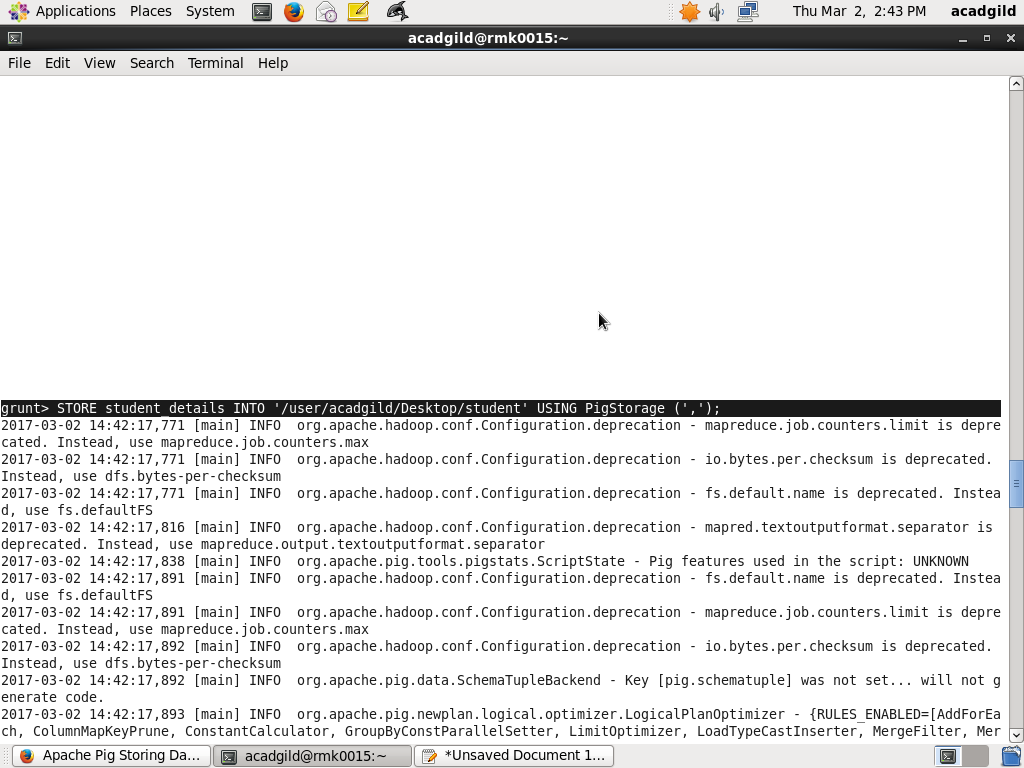 Applications Places System Thu Mar 2, 2:43 PM acadgild
acadgild@rmk0015:~
File Edit View Search Terminal Help
grunt> STORE student_details INTO '/user/acadgild/Desktop/student' USING PigStorage (',');
2017-03-02 14:42:17,771 [main] INFO  org.apache.hadoop.conf.Configuration.deprecation - mapreduce.job.counters.limit is depre
cated. Instead, use mapreduce.job.counters.max
2017-03-02 14:42:17,771 [main] INFO  org.apache.hadoop.conf.Configuration.deprecation - io.bytes.per.checksum is deprecated.
Instead, use dfs.bytes-per-checksum
2017-03-02 14:42:17,771 [main] INFO  org.apache.hadoop.conf.Configuration.deprecation - fs.default.name is deprecated. Instea
d, use fs.defaultFS
2017-03-02 14:42:17,816 [main] INFO  org.apache.hadoop.conf.Configuration.deprecation - mapred.textoutputformat.separator is
deprecated. Instead, use mapreduce.output.textoutputformat.separator
2017-03-02 14:42:17,838 [main] INFO  org.apache.pig.tools.pigstats.ScriptState - Pig features used in the script: UNKNOWN
2017-03-02 14:42:17,891 [main] INFO  org.apache.hadoop.conf.Configuration.deprecation - fs.default.name is deprecated. Instea
d, use fs.defaultFS
2017-03-02 14:42:17,891 [main] INFO  org.apache.hadoop.conf.Configuration.deprecation - mapreduce.job.counters.limit is depre
cated. Instead, use mapreduce.job.counters.max
2017-03-02 14:42:17,892 [main] INFO  org.apache.hadoop.conf.Configuration.deprecation - io.bytes.per.checksum is deprecated.
Instead, use dfs.bytes-per-checksum
2017-03-02 14:42:17,892 [main] INFO  org.apache.pig.data.SchemaTupleBackend - Key [pig.schematuple] was not set... will not g
enerate code.
2017-03-02 14:42:17,893 [main] INFO  org.apache.pig.newplan.logical.optimizer.LogicalPlanOptimizer - {RULES_ENABLED=[AddForEa
ch, ColumnMapKeyPrune, ConstantCalculator, GroupByConstParallelSetter, LimitOptimizer, LoadTypeCastInserter, MergeFilter, Mer
Apache Pig Storing Da... acadgild@rmk0015:~ *Unsaved Document 1...